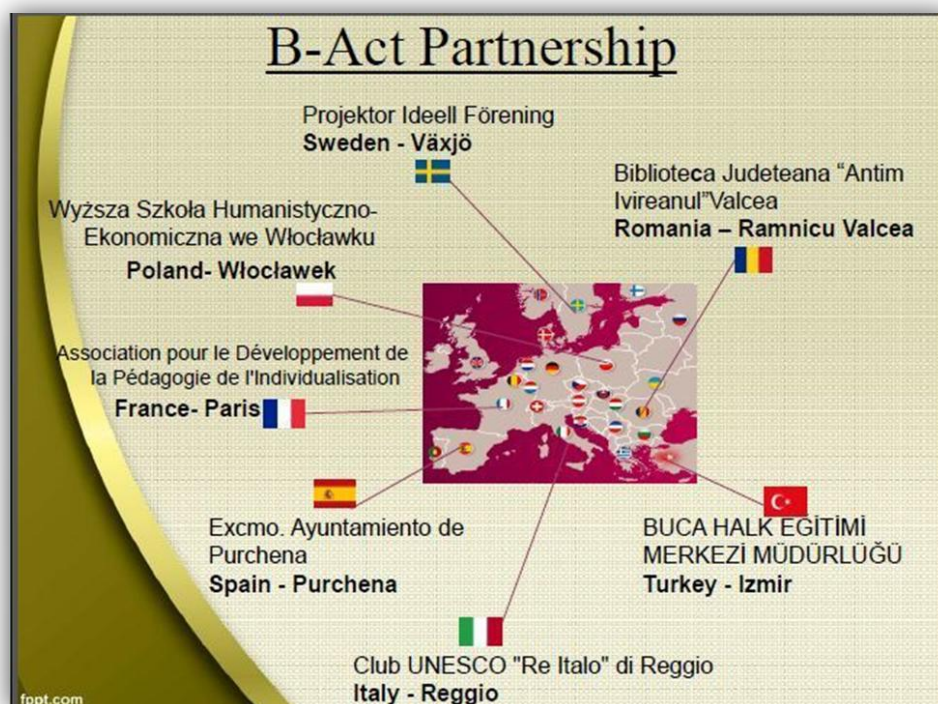 B-Act Partnership
Projektor Ideell Förening
Sweden - Växjö
Biblioteca Judeteana “Antim
Ivireanul”Valcea
Romania – Ramnicu Valcea
Wyższa Szkoła Humanistyczno-
Ekonomiczna we Włocławku
Poland- Włocławek
Association pour le Développement de
la Pédagogie de l'Individualisation
France- Paris
Excmo. Ayuntamiento de
Purchena
Spain - Purchena
BUCA HALK EGİTİMİ
MERKEZİ MÜDÜRLÜĞÜ
Turkey - Izmir
Club UNESCO "Re Italo" di Reggio
Italy - Reggio
fppt.com